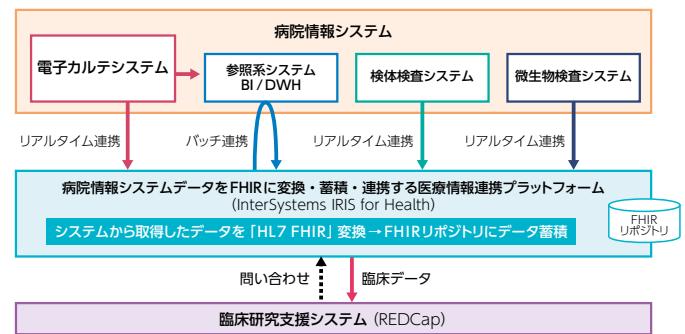 病院情報システム
電子カルテシステム
参照系システム
BI/DWH
検体検査システム
微生物検査システム
リアルタイム連携
バッチ連携
リアルタイム連携
リアルタイム連携
病院情報システムデータをFHIRに変換・蓄積・連携する医療情報連携プラットフォーム
(InterSystems IRIS for Health)
システムから取得したデータを「HL7 FHIR」変換→FHIRリポジトリにデータ蓄積
FHIR
リポジトリ
問い合わせ
臨床データ
臨床研究支援システム (REDCap)